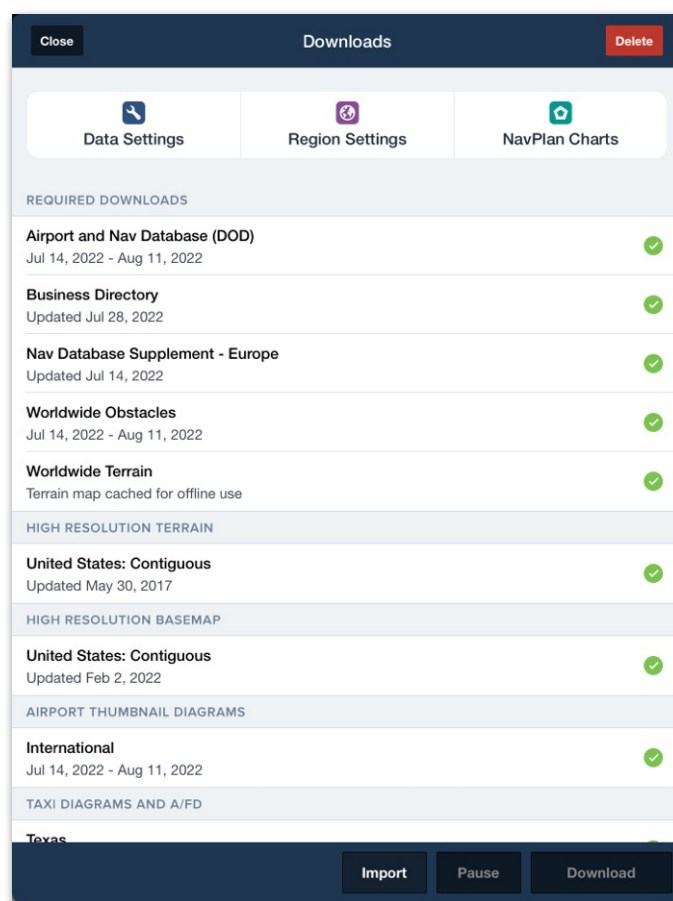 Close
Downloads
Delete
Data Settings
Region Settings
NavPlan Charts
REQUIRED DOWNLOADS
Airport and Nav Database (DOD)
Jul 14, 2022 - Aug 11, 2022
Business Directory
Updated Jul 28, 2022
Nav Database Supplement - Europe
Updated Jul 14, 2022
Worldwide Obstacles
Jul 14, 2022 - Aug 11, 2022
Worldwide Terrain
Terrain map cached for offline use
HIGH RESOLUTION TERRAIN
United States: Contiguous
Updated May 30, 2017
HIGH RESOLUTION BASEMAP
United States: Contiguous
Updated Feb 2, 2022
AIRPORT THUMBNAIL DIAGRAMS
International
Jul 14, 2022 - Aug 11, 2022
TAXI DIAGRAMS AND A/FD
Texas
Import
Pause
Download